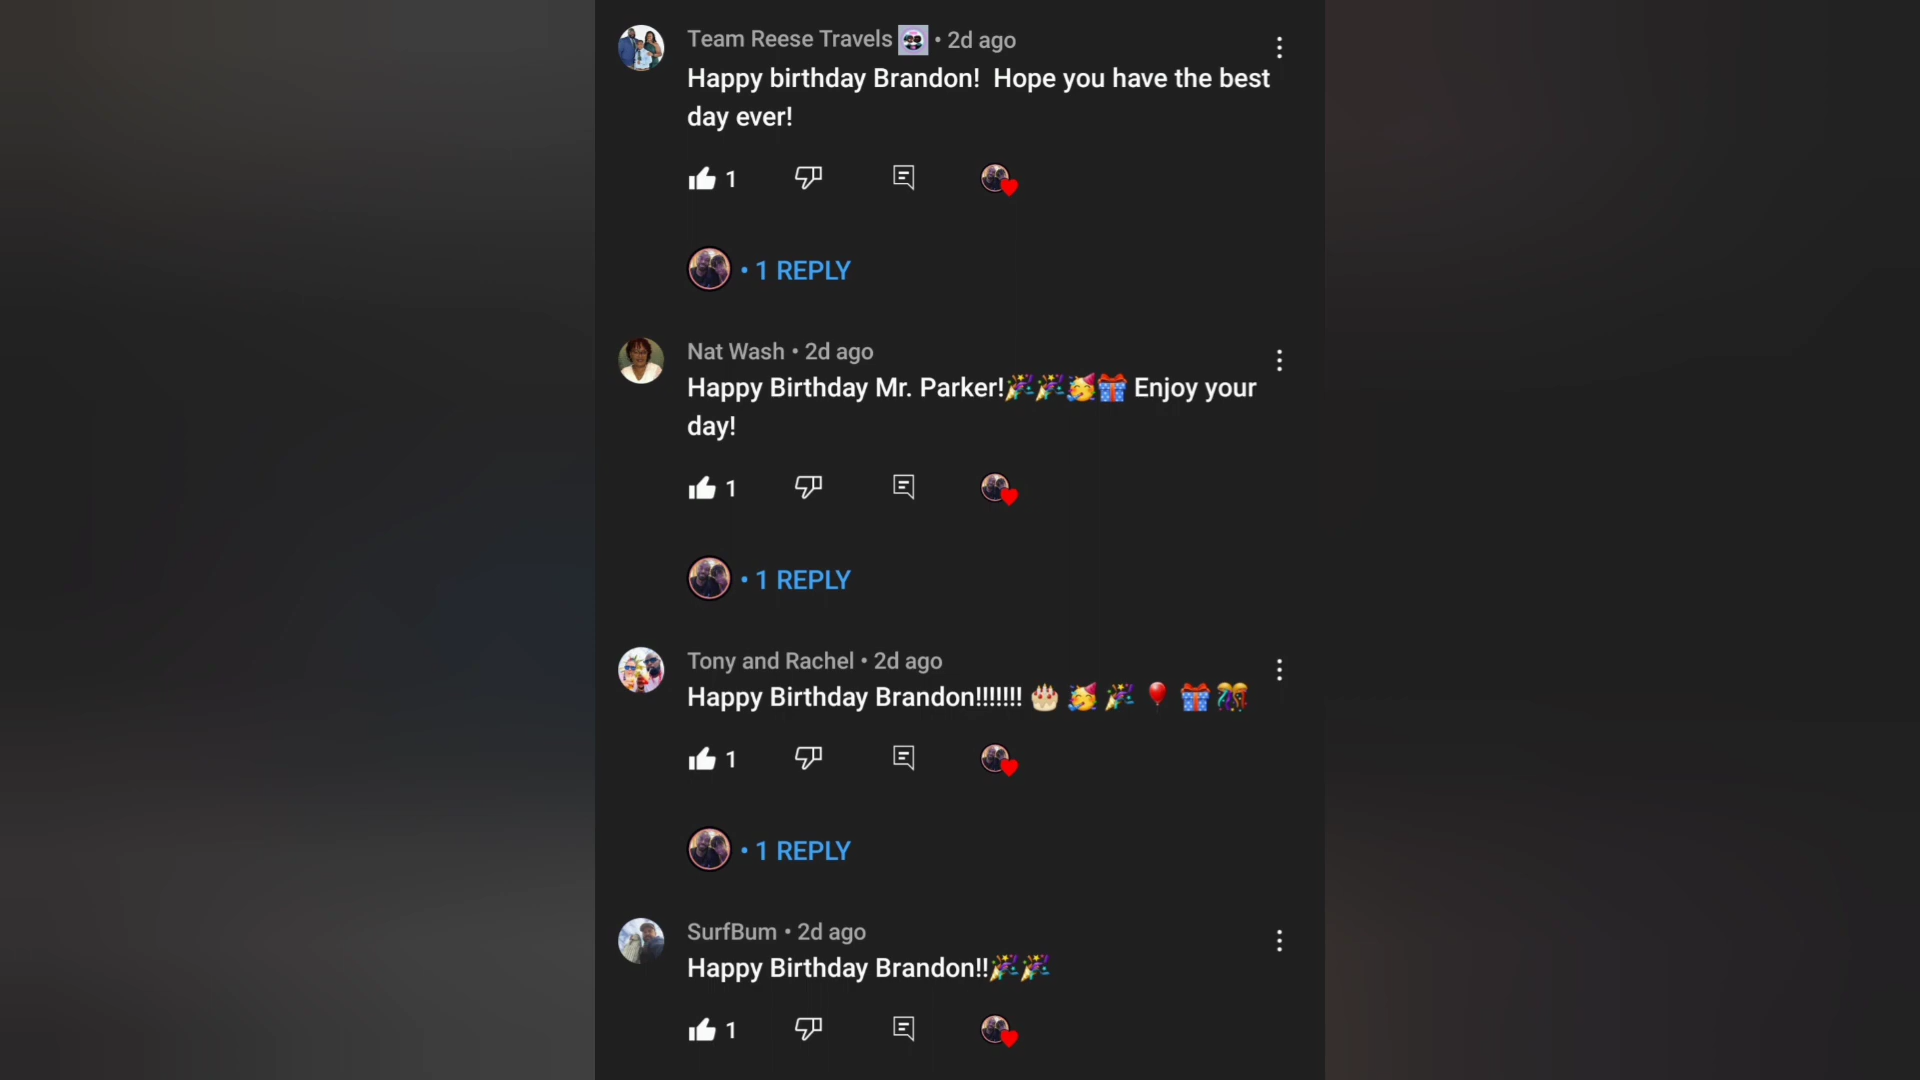 Team Reese Travels • 2d ago
Happy birthday Brandon! Hope you have the best
day ever!
1
• 1 REPLY
Nat Wash • 2d ago
Happy Birthday Mr. Parker!🎉🎉🥳🎁 Enjoy your
day!
1
• 1 REPLY
Tony and Rachel • 2d ago
Happy Birthday Brandon!!!!!!! 🎂 🥳 🎉 🎈 🎁 🎊
1
• 1 REPLY
SurfBum • 2d ago
Happy Birthday Brandon!!🎉🎉
1